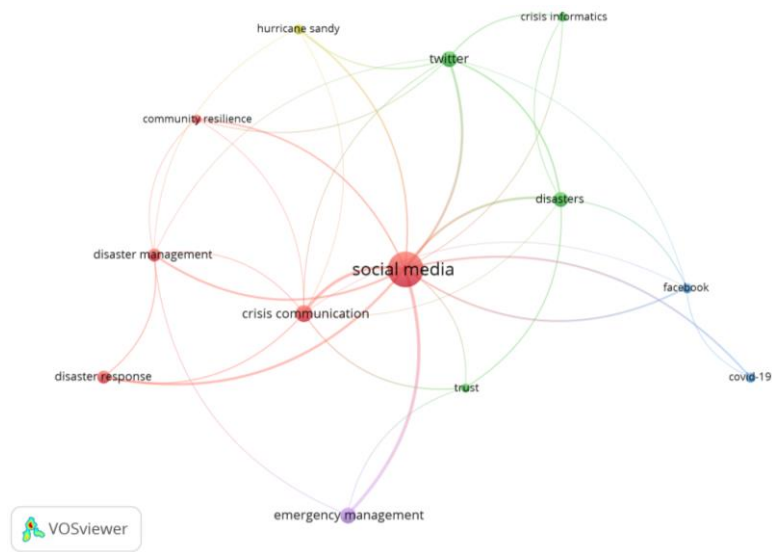 crisis informatics
hurricane sandy
twitter
community resilience
disasters
disaster management
social media
facebook
crisis communication
disaster response
covid-19
trust
emergency management
VOSviewer